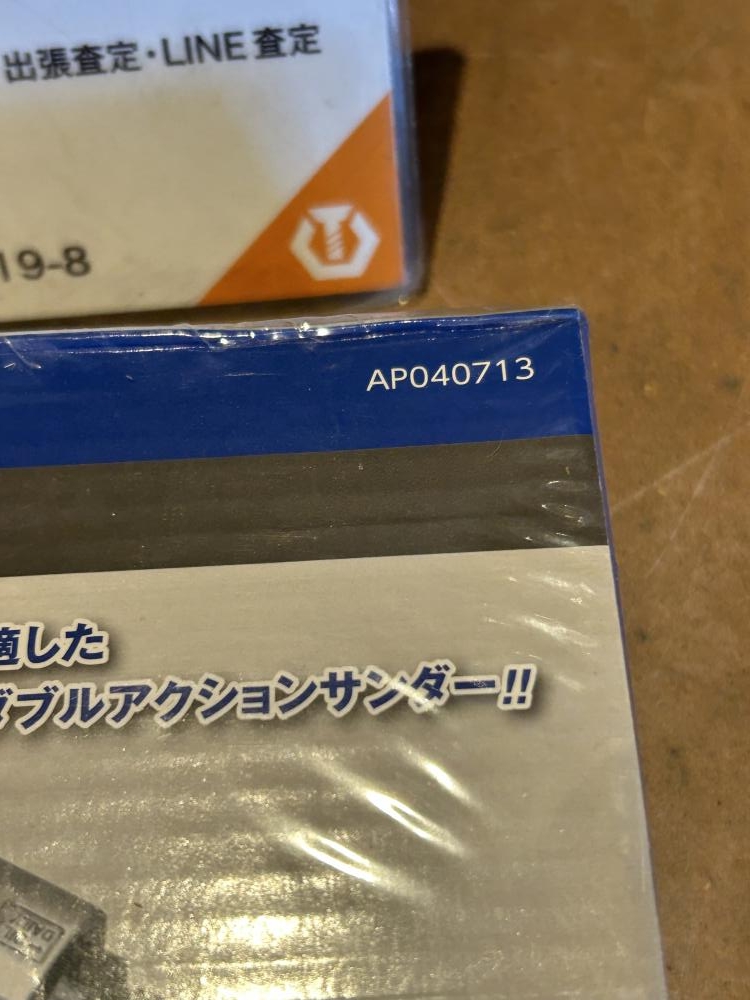 出張査定・LINE査定
19-8
AP040713
適した
ダブルアクションサンダー!!